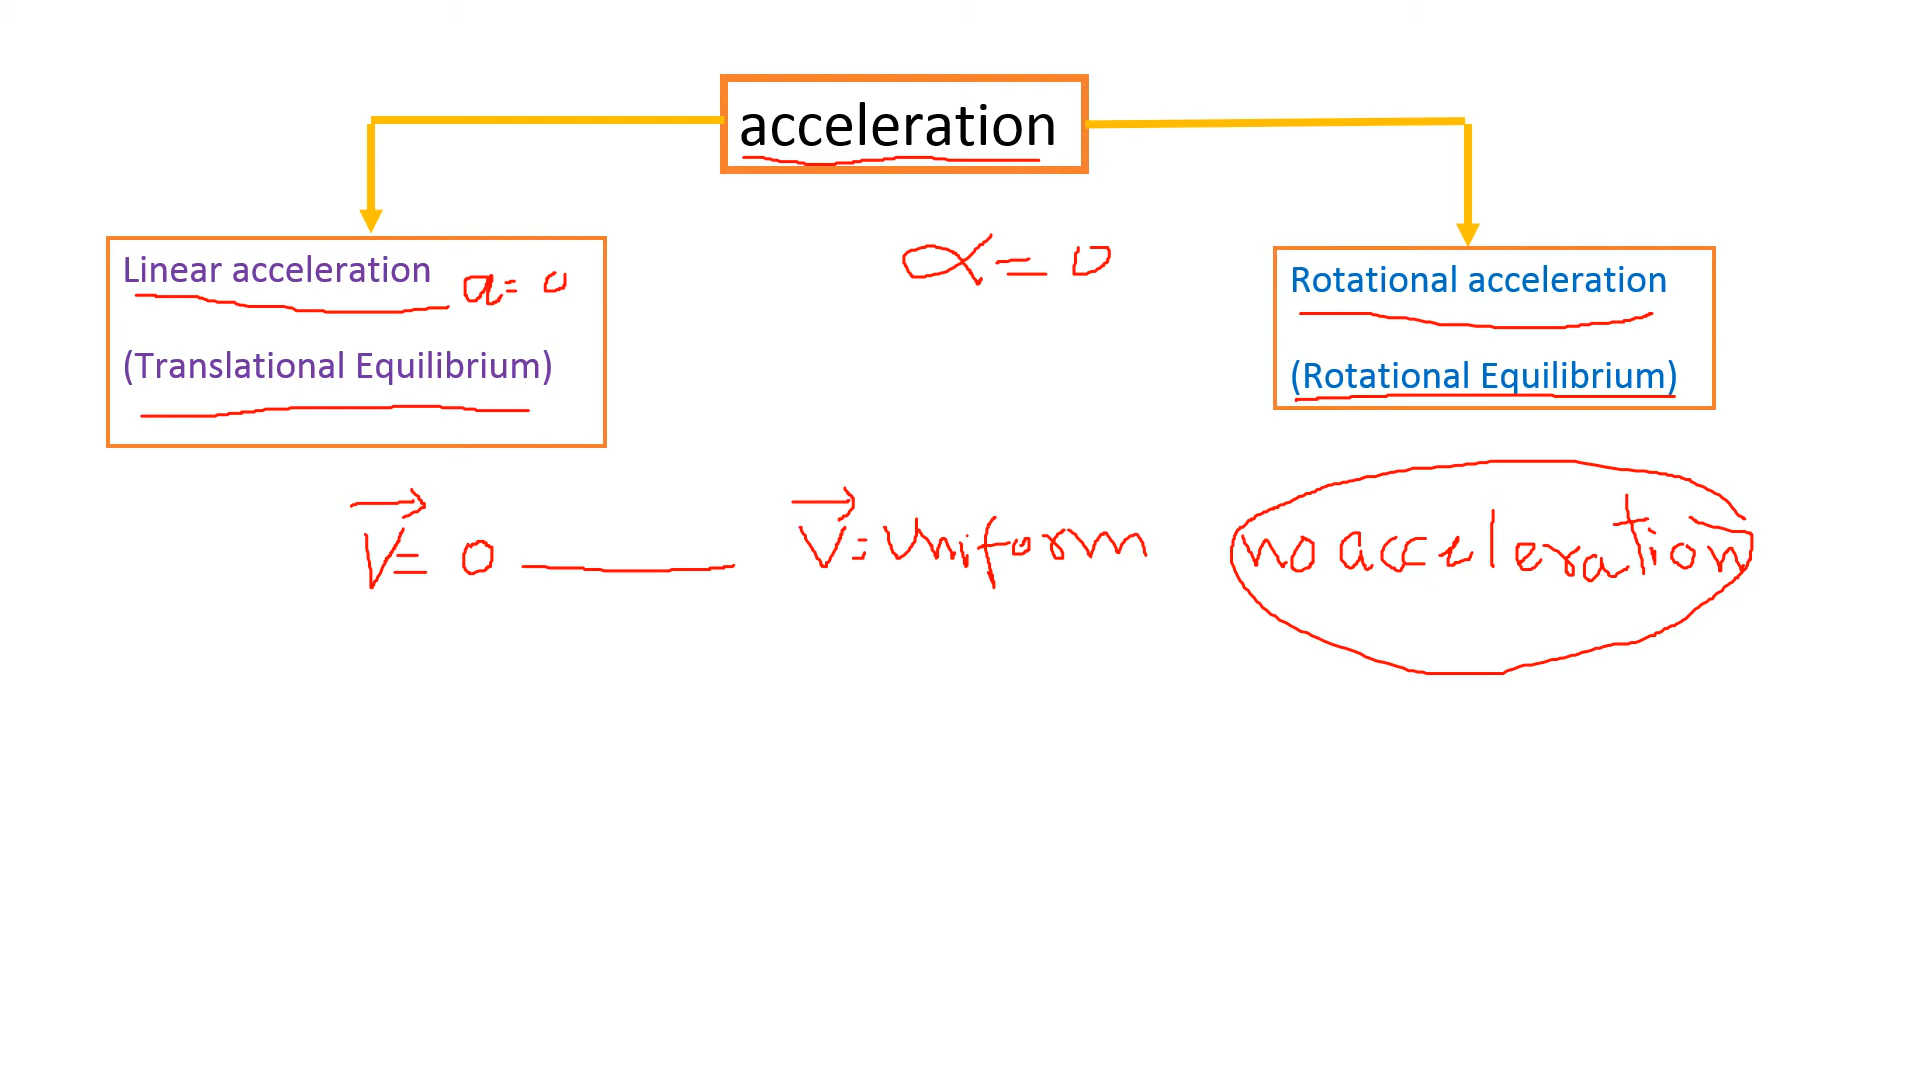 acceleration
Linear acceleration a = 0
(Translational Equilibrium)
α = 0
Rotational acceleration
(Rotational Equilibrium)
V = 0 V = Uniform no acceleration